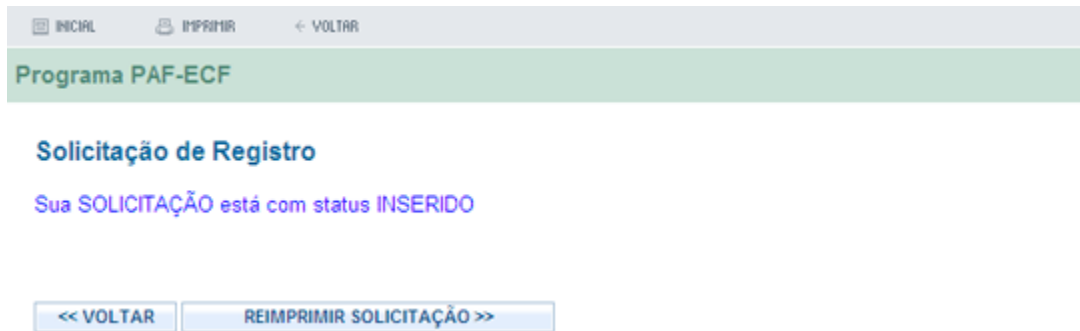 INICIAL IMPRIMIR ← VOLTAR
Programa PAF-ECF
Solicitação de Registro
Sua SOLICITAÇÃO está com status INSERIDO
<< VOLTAR REIMPRIMIR SOLICITAÇÃO >>